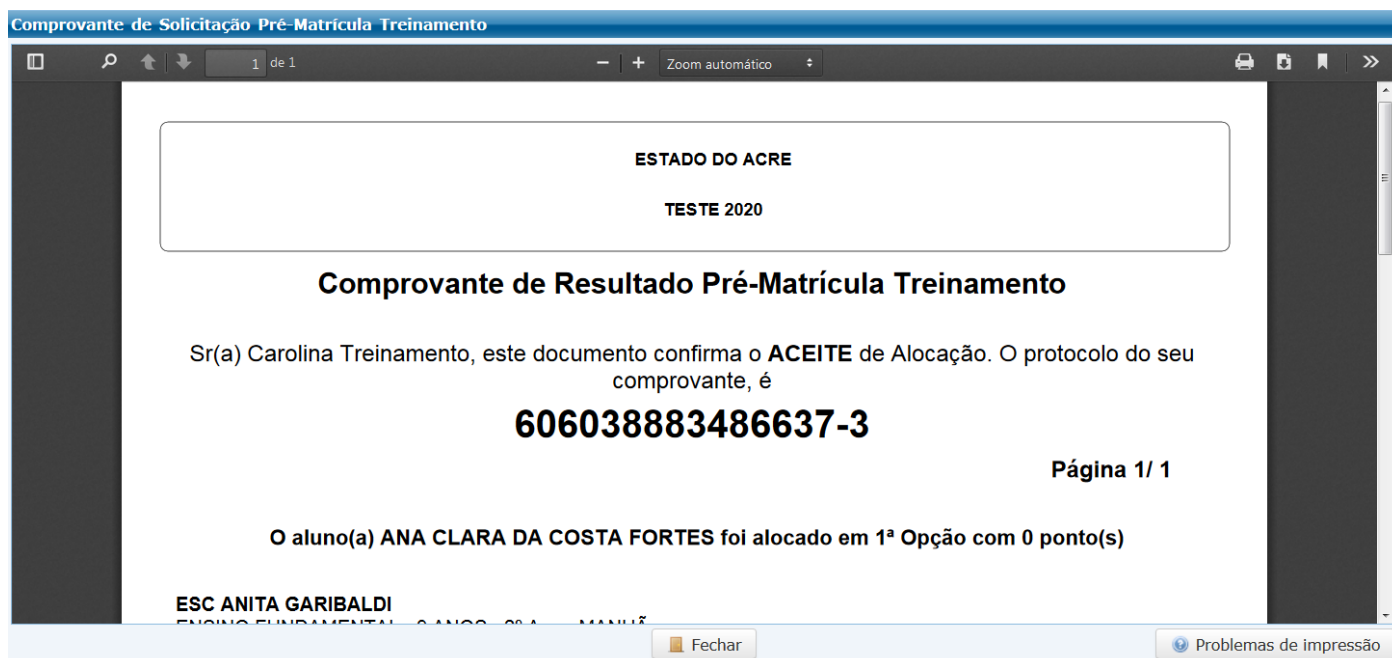 Comprovante de Solicitação Pré-Matrícula Treinamento
1 de 1
Zoom automático
ESTADO DO ACRE
TESTE 2020
Comprovante de Resultado Pré-Matrícula Treinamento
Sr(a) Carolina Treinamento, este documento confirma o ACEITE de Alocação. O protocolo do seu
comprovante, é
606038883486637-3
Página 1/ 1
O aluno(a) ANA CLARA DA COSTA FORTES foi alocado em 1ª Opção com 0 ponto(s)
ESC ANITA GARIBALDI
ENSINO FUNDAMENTAL MANHÃ
Fechar
Problemas de impressão